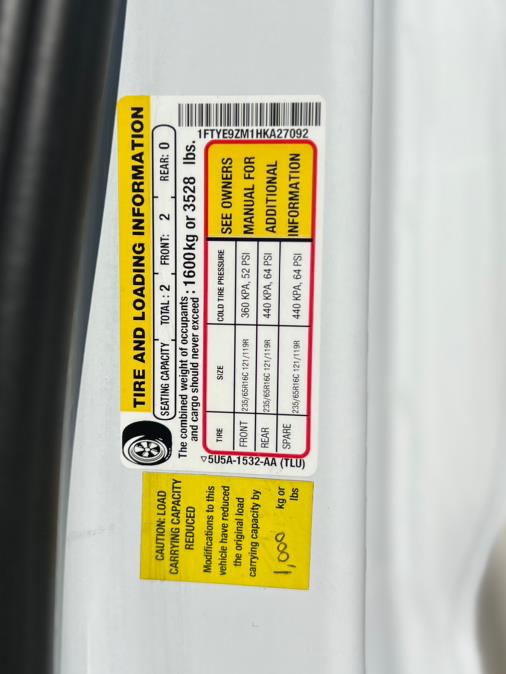 TIRE AND LOADING INFORMATION
SEATING CAPACITY TOTAL : 2 FRONT: 2 REAR: 0
The combined weight of occupants
and cargo should never exceed : 1600kg or 3528 lbs.
1FTYE9ZM1HKA27092
TIRE SIZE COLD TIRE PRESSURE
FRONT 235/65R16C 121/119R 360 KPA, 52 PSI
REAR 235/65R16C 121/119R 440 KPA, 64 PSI
SPARE 235/65R16C 121/119R 440 KPA, 64 PSI
SEE OWNERS
MANUAL FOR
ADDITIONAL
INFORMATION
▽5U5A-1532-AA (TLU)
CAUTION: LOAD
CARRYING CAPACITY
REDUCED
Modifications to this
vehicle have reduced
the original load
carrying capacity by
kg or
lbs